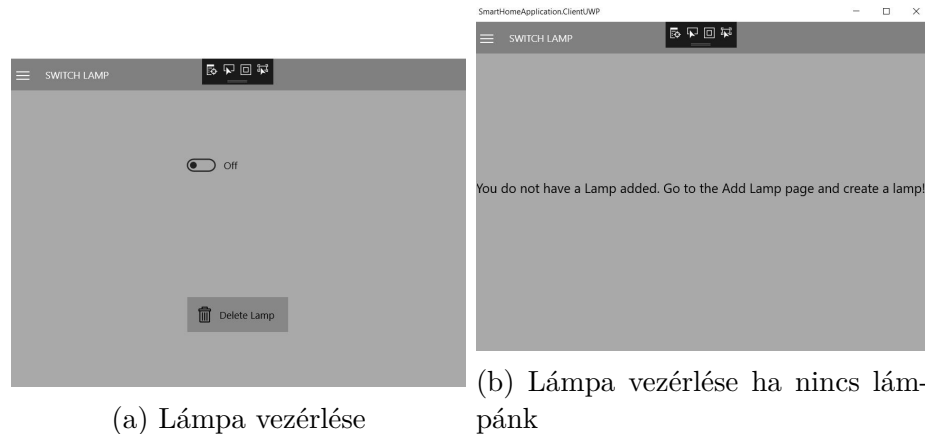 SWITCH LAMP
Off
Delete Lamp
(a) Lámpa vezérlése
SmartHomeApplication.ClientUWP
SWITCH LAMP
You do not have a Lamp added. Go to the Add Lamp page and create a lamp!
(b) Lámpa vezérlése ha nincs lám-
pánk